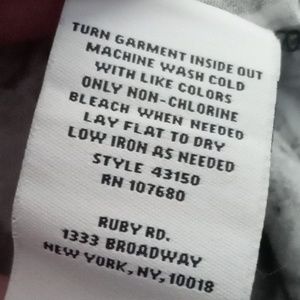 TURN GARMENT INSIDE OUT
MACHINE WASH COLD
WITH LIKE COLORS
ONLY NON-CHLORINE
BLEACH WHEN NEEDED
LAY FLAT TO DRY
LOW IRON AS NEEDED
STYLE 43150
RN 107680
RUBY RD.
1333 BROADWAY
NEW YORK, NY, 10018